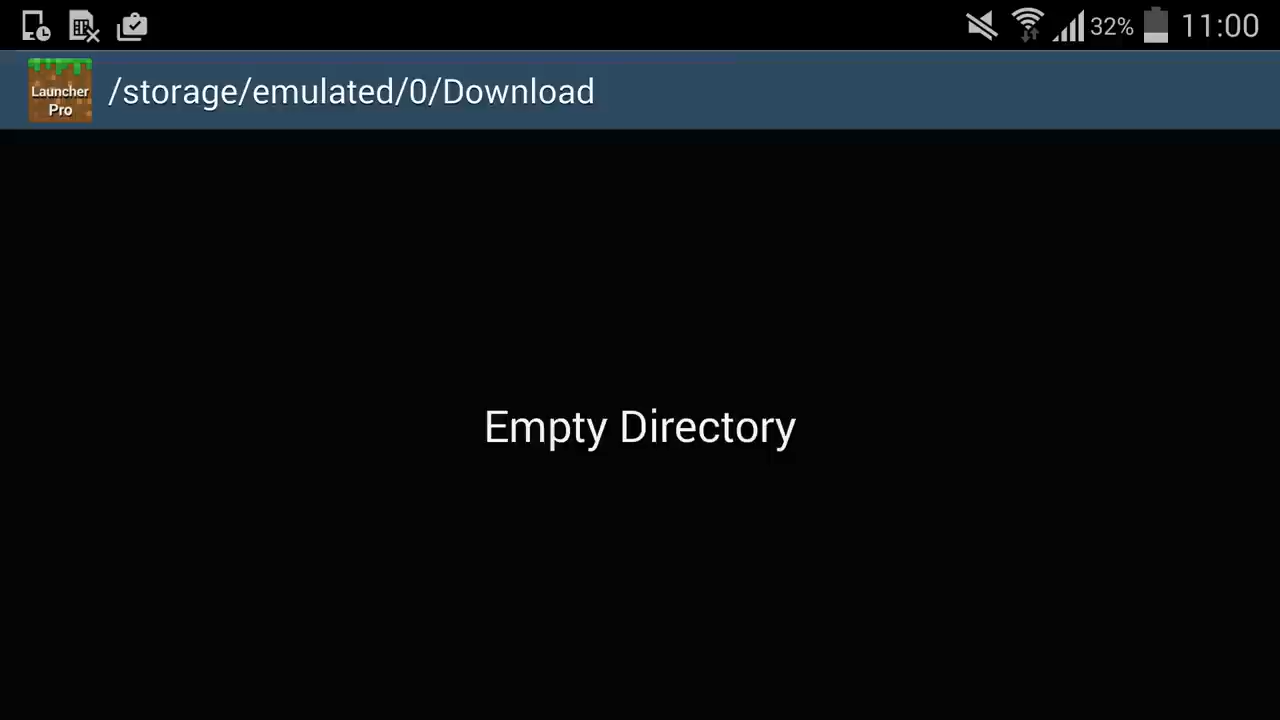 32% 11:00
Launcher
Pro
/storage/emulated/0/Download
Empty Directory